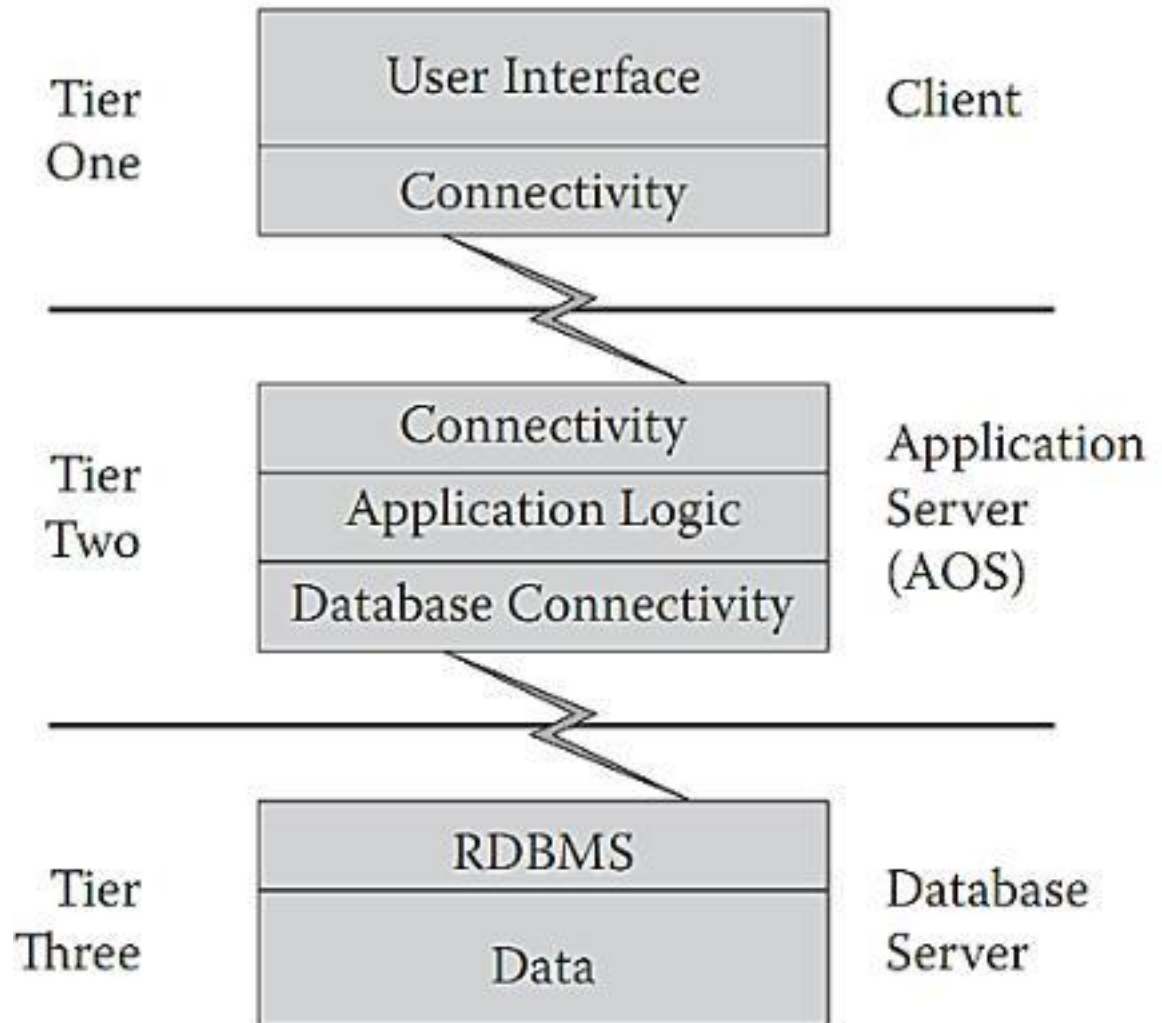 Tier
One
User Interface
Connectivity
Client
Tier
Two
Connectivity
Application Logic
Database Connectivity
Application
Server
(AOS)
Tier
Three
RDBMS
Data
Database
Server